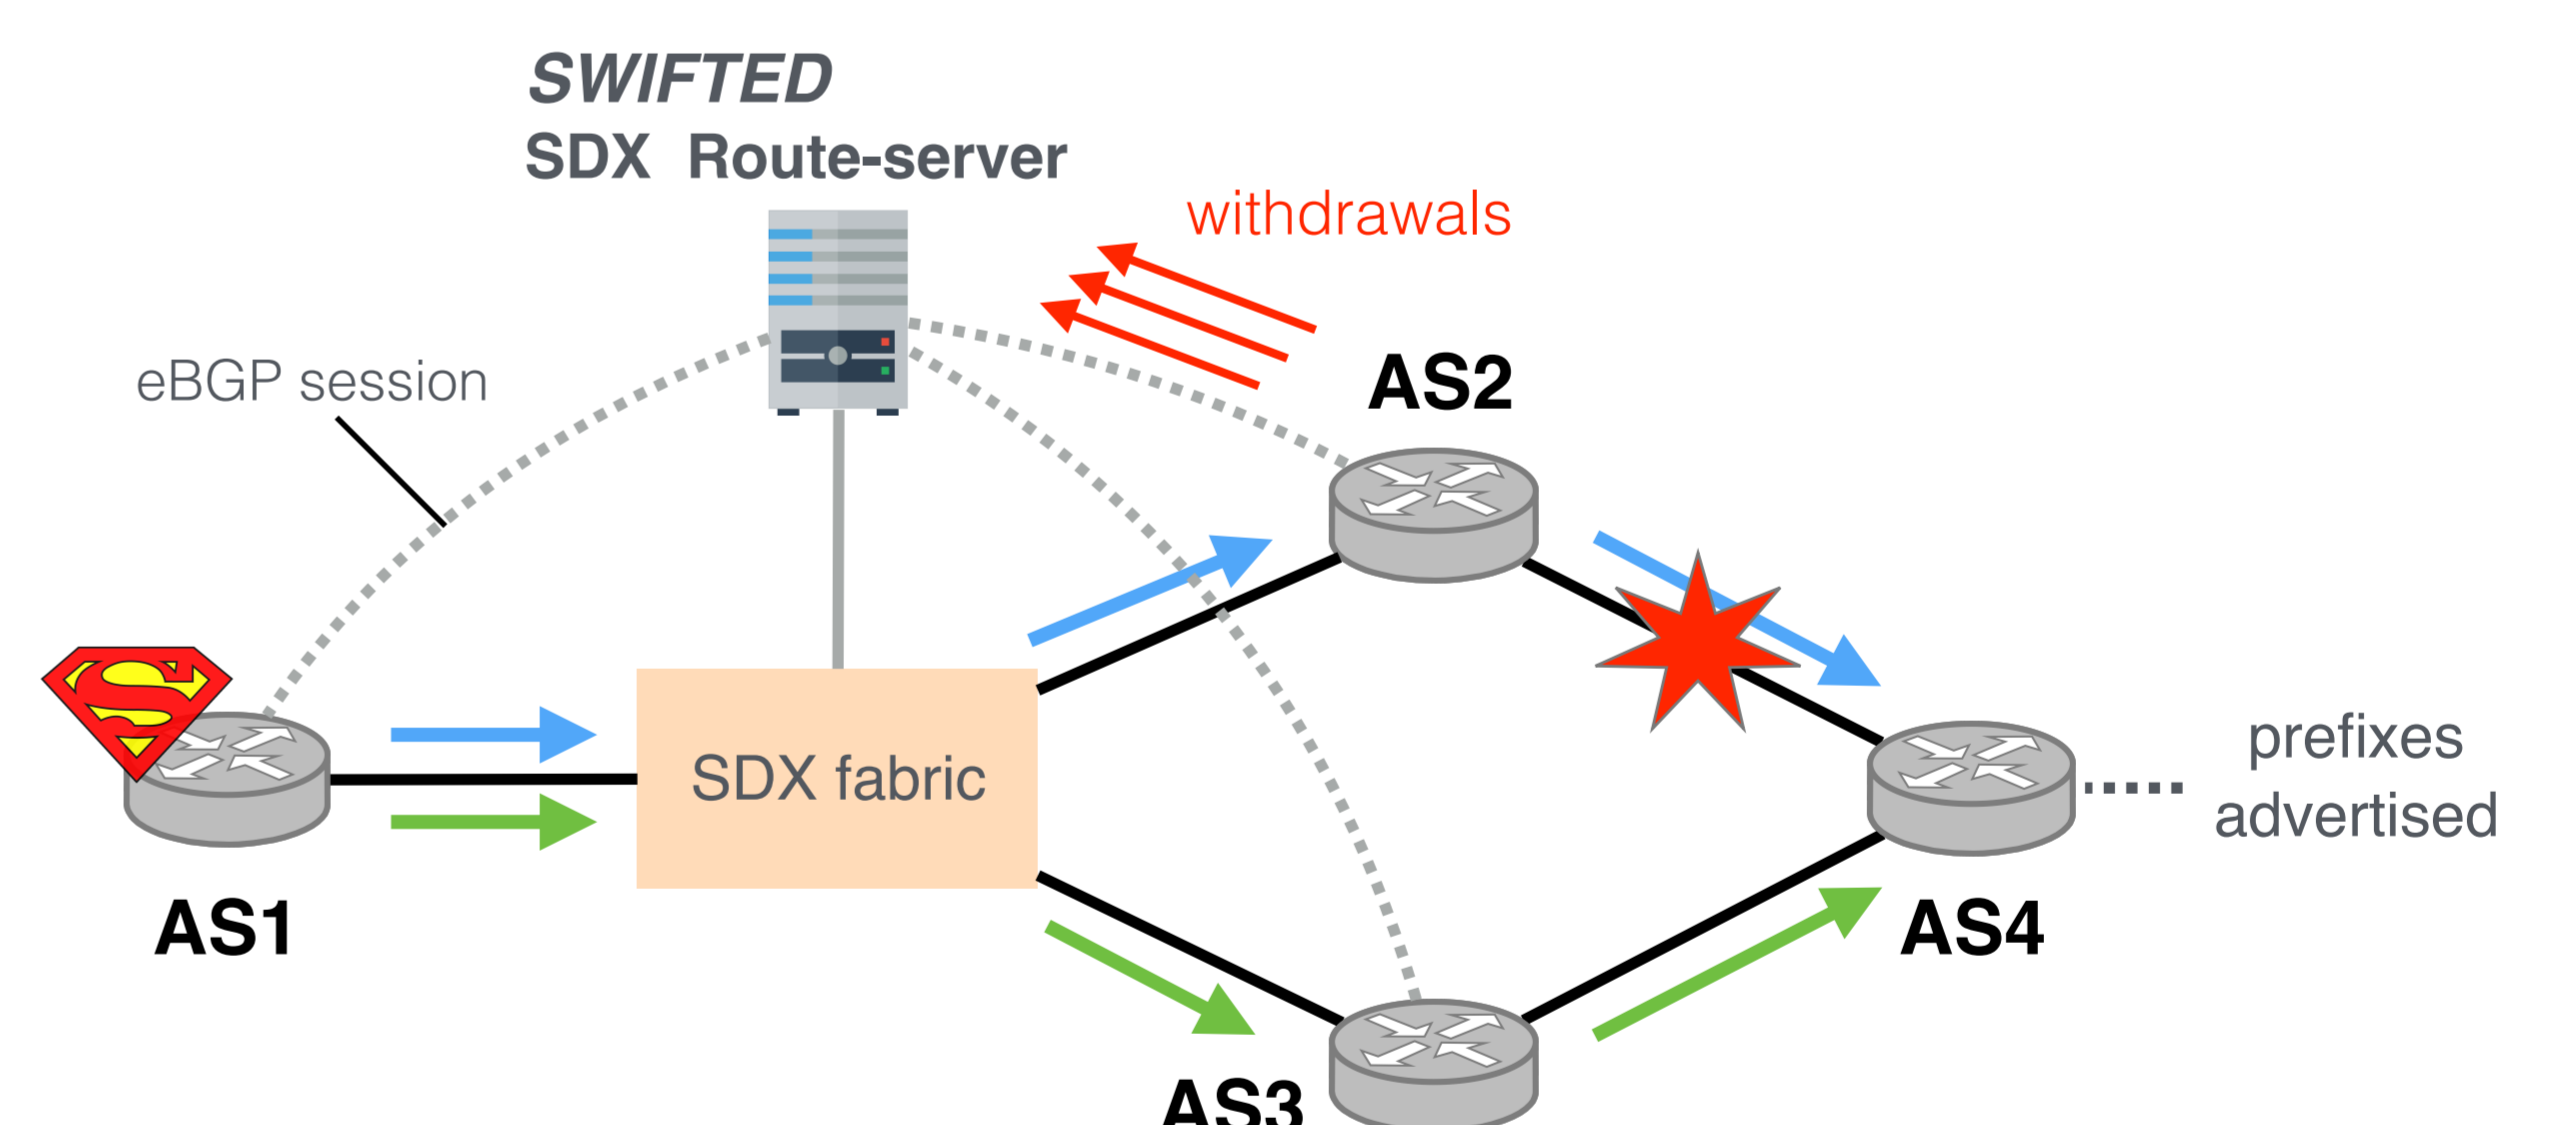 SWIFTED
SDX Route-server
withdrawals
eBGP session
AS2
SDX fabric
prefixes
advertised
AS1
AS4
AS3